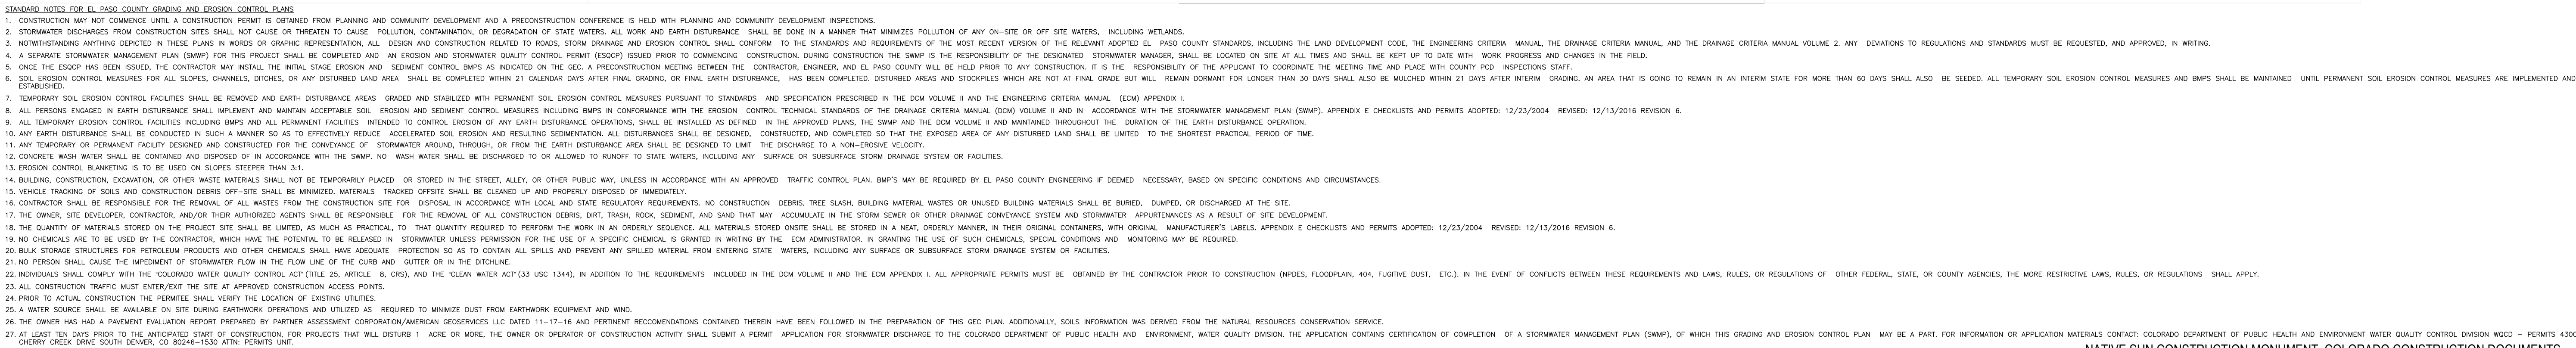 STANDARD NOTES FOR EL PASO COUNTY GRADING AND EROSION CONTROL PLANS
1. CONSTRUCTION MAY NOT COMMENCE UNTIL A CONSTRUCTION PERMIT IS OBTAINED FROM PLANNING AND COMMUNITY DEVELOPMENT AND A PRECONSTRUCTION CONFERENCE IS HELD WITH PLANNING AND COMMUNITY DEVELOPMENT INSPECTIONS.
2. STORMWATER DISCHARGES FROM CONSTRUCTION SITES SHALL NOT CAUSE OR THREATEN TO CAUSE POLLUTION, CONTAMINATION, OR DEGRADATION OF STATE WATERS. ALL WORK AND EARTH DISTURBANCE SHALL BE DONE IN A MANNER THAT MINIMIZES POLLUTION OF ANY ON-SITE OR OFF SITE WATERS, INCLUDING WETLANDS.
3. NOTWITHSTANDING ANYTHING DEPICTED IN THESE PLANS IN WORDS OR GRAPHIC REPRESENTATION, ALL DESIGN AND CONSTRUCTION RELATED TO ROADS, STORM DRAINAGE AND EROSION CONTROL SHALL CONFORM TO THE STANDARDS AND REQUIREMENTS OF THE MOST RECENT VERSION OF THE RELEVANT ADOPTED EL PASO COUNTY STANDARDS, INCLUDING THE LAND DEVELOPMENT CODE, THE ENGINEERING CRITERIA MANUAL, THE DRAINAGE CRITERIA MANUAL, AND THE DRAINAGE CRITERIA MANUAL VOLUME 2. ANY DEVIATIONS TO REGULATIONS AND STANDARDS MUST BE REQUESTED, AND APPROVED, IN WRITING.
4. A SEPARATE STORMWATER MANAGEMENT PLAN (SMWP) FOR THIS PROJECT SHALL BE COMPLETED AND AN EROSION AND STORMWATER QUALITY CONTROL PERMIT (ESQCP) ISSUED PRIOR TO COMMENCING CONSTRUCTION. DURING CONSTRUCTION THE SWMP IS THE RESPONSIBILITY OF THE DESIGNATED STORMWATER MANAGER, SHALL BE LOCATED ON SITE AT ALL TIMES AND SHALL BE KEPT UP TO DATE WITH WORK PROGRESS AND CHANGES IN THE FIELD.
5. ONCE THE ESQCP HAS BEEN ISSUED, THE CONTRACTOR MAY INSTALL THE INITIAL STAGE EROSION AND SEDIMENT CONTROL BMPS AS INDICATED ON THE GEC. A PRECONSTRUCTION MEETING BETWEEN THE CONTRACTOR, ENGINEER, AND EL PASO COUNTY WILL BE HELD PRIOR TO ANY CONSTRUCTION. IT IS THE RESPONSIBILITY OF THE APPLICANT TO COORDINATE THE MEETING TIME AND PLACE WITH COUNTY PCD INSPECTIONS STAFF.
6. SOIL EROSION CONTROL MEASURES FOR ALL SLOPES, CHANNELS, DITCHES, OR ANY DISTURBED LAND AREA SHALL BE COMPLETED WITHIN 21 CALENDAR DAYS AFTER FINAL GRADING, OR FINAL EARTH DISTURBANCE, HAS BEEN COMPLETED. DISTURBED AREAS AND STOCKPILES WHICH ARE NOT AT FINAL GRADE BUT WILL REMAIN DORMANT FOR LONGER THAN 30 DAYS SHALL ALSO BE MULCHED WITHIN 21 DAYS AFTER INTERIM GRADING. AN AREA THAT IS GOING TO REMAIN IN AN INTERIM STATE FOR MORE THAN 60 DAYS SHALL ALSO BE SEEDED. ALL TEMPORARY SOIL EROSION CONTROL MEASURES AND BMPS SHALL BE MAINTAINED UNTIL PERMANENT SOIL EROSION CONTROL MEASURES ARE IMPLEMENTED AND
ESTABLISHED.
7. TEMPORARY SOIL EROSION CONTROL FACILITIES SHALL BE REMOVED AND EARTH DISTURBANCE AREAS GRADED AND STABILIZED WITH PERMANENT SOIL EROSION CONTROL MEASURES PURSUANT TO STANDARDS AND SPECIFICATION PRESCRIBED IN THE DCM VOLUME II AND THE ENGINEERING CRITERIA MANUAL (ECM) APPENDIX I.
8. ALL PERSONS ENGAGED IN EARTH DISTURBANCE SHALL IMPLEMENT AND MAINTAIN ACCEPTABLE SOIL EROSION AND SEDIMENT CONTROL MEASURES INCLUDING BMPS IN CONFORMANCE WITH THE EROSION CONTROL TECHNICAL STANDARDS OF THE DRAINAGE CRITERIA MANUAL (DCM) VOLUME II AND IN ACCORDANCE WITH THE STORMWATER MANAGEMENT PLAN (SWMP). APPENDIX E CHECKLISTS AND PERMITS ADOPTED: 12/23/2004 REVISED: 12/13/2016 REVISION 6.
9. ALL TEMPORARY EROSION CONTROL FACILITIES INCLUDING BMPS AND ALL PERMANENT FACILITIES INTENDED TO CONTROL EROSION OF ANY EARTH DISTURBANCE OPERATIONS, SHALL BE INSTALLED AS DEFINED IN THE APPROVED PLANS, THE SWMP AND THE DCM VOLUME II AND MAINTAINED THROUGHOUT THE DURATION OF THE EARTH DISTURBANCE OPERATION.
10. ANY EARTH DISTURBANCE SHALL BE CONDUCTED IN SUCH A MANNER SO AS TO EFFECTIVELY REDUCE ACCELERATED SOIL EROSION AND RESULTING SEDIMENTATION. ALL DISTURBANCES SHALL BE DESIGNED, CONSTRUCTED, AND COMPLETED SO THAT THE EXPOSED AREA OF ANY DISTURBED LAND SHALL BE LIMITED TO THE SHORTEST PRACTICAL PERIOD OF TIME.
11. ANY TEMPORARY OR PERMANENT FACILITY DESIGNED AND CONSTRUCTED FOR THE CONVEYANCE OF STORMWATER AROUND, THROUGH, OR FROM THE EARTH DISTURBANCE AREA SHALL BE DESIGNED TO LIMIT THE DISCHARGE TO A NON-EROSIVE VELOCITY.
12. CONCRETE WASH WATER SHALL BE CONTAINED AND DISPOSED OF IN ACCORDANCE WITH THE SWMP. NO WASH WATER SHALL BE DISCHARGED TO OR ALLOWED TO RUNOFF TO STATE WATERS, INCLUDING ANY SURFACE OR SUBSURFACE STORM DRAINAGE SYSTEM OR FACILITIES.
13. EROSION CONTROL BLANKETING IS TO BE USED ON SLOPES STEEPER THAN 3:1.
14. BUILDING, CONSTRUCTION, EXCAVATION, OR OTHER WASTE MATERIALS SHALL NOT BE TEMPORARILY PLACED OR STORED IN THE STREET, ALLEY, OR OTHER PUBLIC WAY, UNLESS IN ACCORDANCE WITH AN APPROVED TRAFFIC CONTROL PLAN. BMP'S MAY BE REQUIRED BY EL PASO COUNTY ENGINEERING IF DEEMED NECESSARY, BASED ON SPECIFIC CONDITIONS AND CIRCUMSTANCES.
15. VEHICLE TRACKING OF SOILS AND CONSTRUCTION DEBRIS OFF-SITE SHALL BE MINIMIZED. MATERIALS TRACKED OFFSITE SHALL BE CLEANED UP AND PROPERLY DISPOSED OF IMMEDIATELY.
16. CONTRACTOR SHALL BE RESPONSIBLE FOR THE REMOVAL OF ALL WASTES FROM THE CONSTRUCTION SITE FOR DISPOSAL IN ACCORDANCE WITH LOCAL AND STATE REGULATORY REQUIREMENTS. NO CONSTRUCTION DEBRIS, TREE SLASH, BUILDING MATERIAL WASTES OR UNUSED BUILDING MATERIALS SHALL BE BURIED, DUMPED, OR DISCHARGED AT THE SITE.
17. THE OWNER, SITE DEVELOPER, CONTRACTOR, AND/OR THEIR AUTHORIZED AGENTS SHALL BE RESPONSIBLE FOR THE REMOVAL OF ALL CONSTRUCTION DEBRIS, DIRT, TRASH, ROCK, SEDIMENT, AND SAND THAT MAY ACCUMULATE IN THE STORM SEWER OR OTHER DRAINAGE CONVEYANCE SYSTEM AND STORMWATER APPURTENANCES AS A RESULT OF SITE DEVELOPMENT.
18. THE QUANTITY OF MATERIALS STORED ON THE PROJECT SITE SHALL BE LIMITED, AS MUCH AS PRACTICAL, TO THAT QUANTITY REQUIRED TO PERFORM THE WORK IN AN ORDERLY SEQUENCE. ALL MATERIALS STORED ONSITE SHALL BE STORED IN A NEAT, ORDERLY MANNER, IN THEIR ORIGINAL CONTAINERS, WITH ORIGINAL MANUFACTURER'S LABELS. APPENDIX E CHECKLISTS AND PERMITS ADOPTED: 12/23/2004 REVISED: 12/13/2016 REVISION 6.
19. NO CHEMICALS ARE TO BE USED BY THE CONTRACTOR, WHICH HAVE THE POTENTIAL TO BE RELEASED IN STORMWATER UNLESS PERMISSION FOR THE USE OF A SPECIFIC CHEMICAL IS GRANTED IN WRITING BY THE ECM ADMINISTRATOR. IN GRANTING THE USE OF SUCH CHEMICALS, SPECIAL CONDITIONS AND MONITORING MAY BE REQUIRED.
20. BULK STORAGE STRUCTURES FOR PETROLEUM PRODUCTS AND OTHER CHEMICALS SHALL HAVE ADEQUATE PROTECTION SO AS TO CONTAIN ALL SPILLS AND PREVENT ANY SPILLED MATERIAL FROM ENTERING STATE WATERS, INCLUDING ANY SURFACE OR SUBSURFACE STORM DRAINAGE SYSTEM OR FACILITIES.
21. NO PERSON SHALL CAUSE THE IMPEDIMENT OF STORMWATER FLOW IN THE FLOW LINE OF THE CURB AND GUTTER OR IN THE DITCHLINE.
22. INDIVIDUALS SHALL COMPLY WITH THE "COLORADO WATER QUALITY CONTROL ACT" (TITLE 25, ARTICLE 8, CRS), AND THE "CLEAN WATER ACT" (33 USC 1344), IN ADDITION TO THE REQUIREMENTS INCLUDED IN THE DCM VOLUME II AND THE ECM APPENDIX I. ALL APPROPRIATE PERMITS MUST BE OBTAINED BY THE CONTRACTOR PRIOR TO CONSTRUCTION (NPDES, FLOODPLAIN, 404, FUGITIVE DUST, ETC.). IN THE EVENT OF CONFLICTS BETWEEN THESE REQUIREMENTS AND LAWS, RULES, OR REGULATIONS OF OTHER FEDERAL, STATE, OR COUNTY AGENCIES, THE MORE RESTRICTIVE LAWS, RULES, OR REGULATIONS SHALL APPLY.
23. ALL CONSTRUCTION TRAFFIC MUST ENTER/EXIT THE SITE AT APPROVED CONSTRUCTION ACCESS POINTS.
24. PRIOR TO ACTUAL CONSTRUCTION THE PERMITEE SHALL VERIFY THE LOCATION OF EXISTING UTILITIES.
25. A WATER SOURCE SHALL BE AVAILABLE ON SITE DURING EARTHWORK OPERATIONS AND UTILIZED AS REQUIRED TO MINIMIZE DUST FROM EARTHWORK EQUIPMENT AND WIND.
26. THE OWNER HAS HAD A PAVEMENT EVALUATION REPORT PREPARED BY PARTNER ASSESSMENT CORPORATION/AMERICAN GEOSERVICES LLC DATED 11-17-16 AND PERTINENT RECCOMENDATIONS CONTAINED THEREIN HAVE BEEN FOLLOWED IN THE PREPARATION OF THIS GEC PLAN. ADDITIONALLY, SOILS INFORMATION WAS DERIVED FROM THE NATURAL RESOURCES CONSERVATION SERVICE.
27. AT LEAST TEN DAYS PRIOR TO THE ANTICIPATED START OF CONSTRUCTION, FOR PROJECTS THAT WILL DISTURB 1 ACRE OR MORE, THE OWNER OR OPERATOR OF CONSTRUCTION ACTIVITY SHALL SUBMIT A PERMIT APPLICATION FOR STORMWATER DISCHARGE TO THE COLORADO DEPARTMENT OF PUBLIC HEALTH AND ENVIRONMENT, WATER QUALITY DIVISION. THE APPLICATION CONTAINS CERTIFICATION OF COMPLETION OF A STORMWATER MANAGEMENT PLAN (SWMP), OF WHICH THIS GRADING AND EROSION CONTROL PLAN MAY BE A PART. FOR INFORMATION OR APPLICATION MATERIALS CONTACT: COLORADO DEPARTMENT OF PUBLIC HEALTH AND ENVIRONMENT WATER QUALITY CONTROL DIVISION WQCD - PERMITS 4300
CHERRY CREEK DRIVE SOUTH DENVER, CO 80246-1530 ATTN: PERMITS UNIT.
NATIVE SUN CONSTRUCTION MONUMENT, COLORADO CONSTRUCTION DOCUMENTS